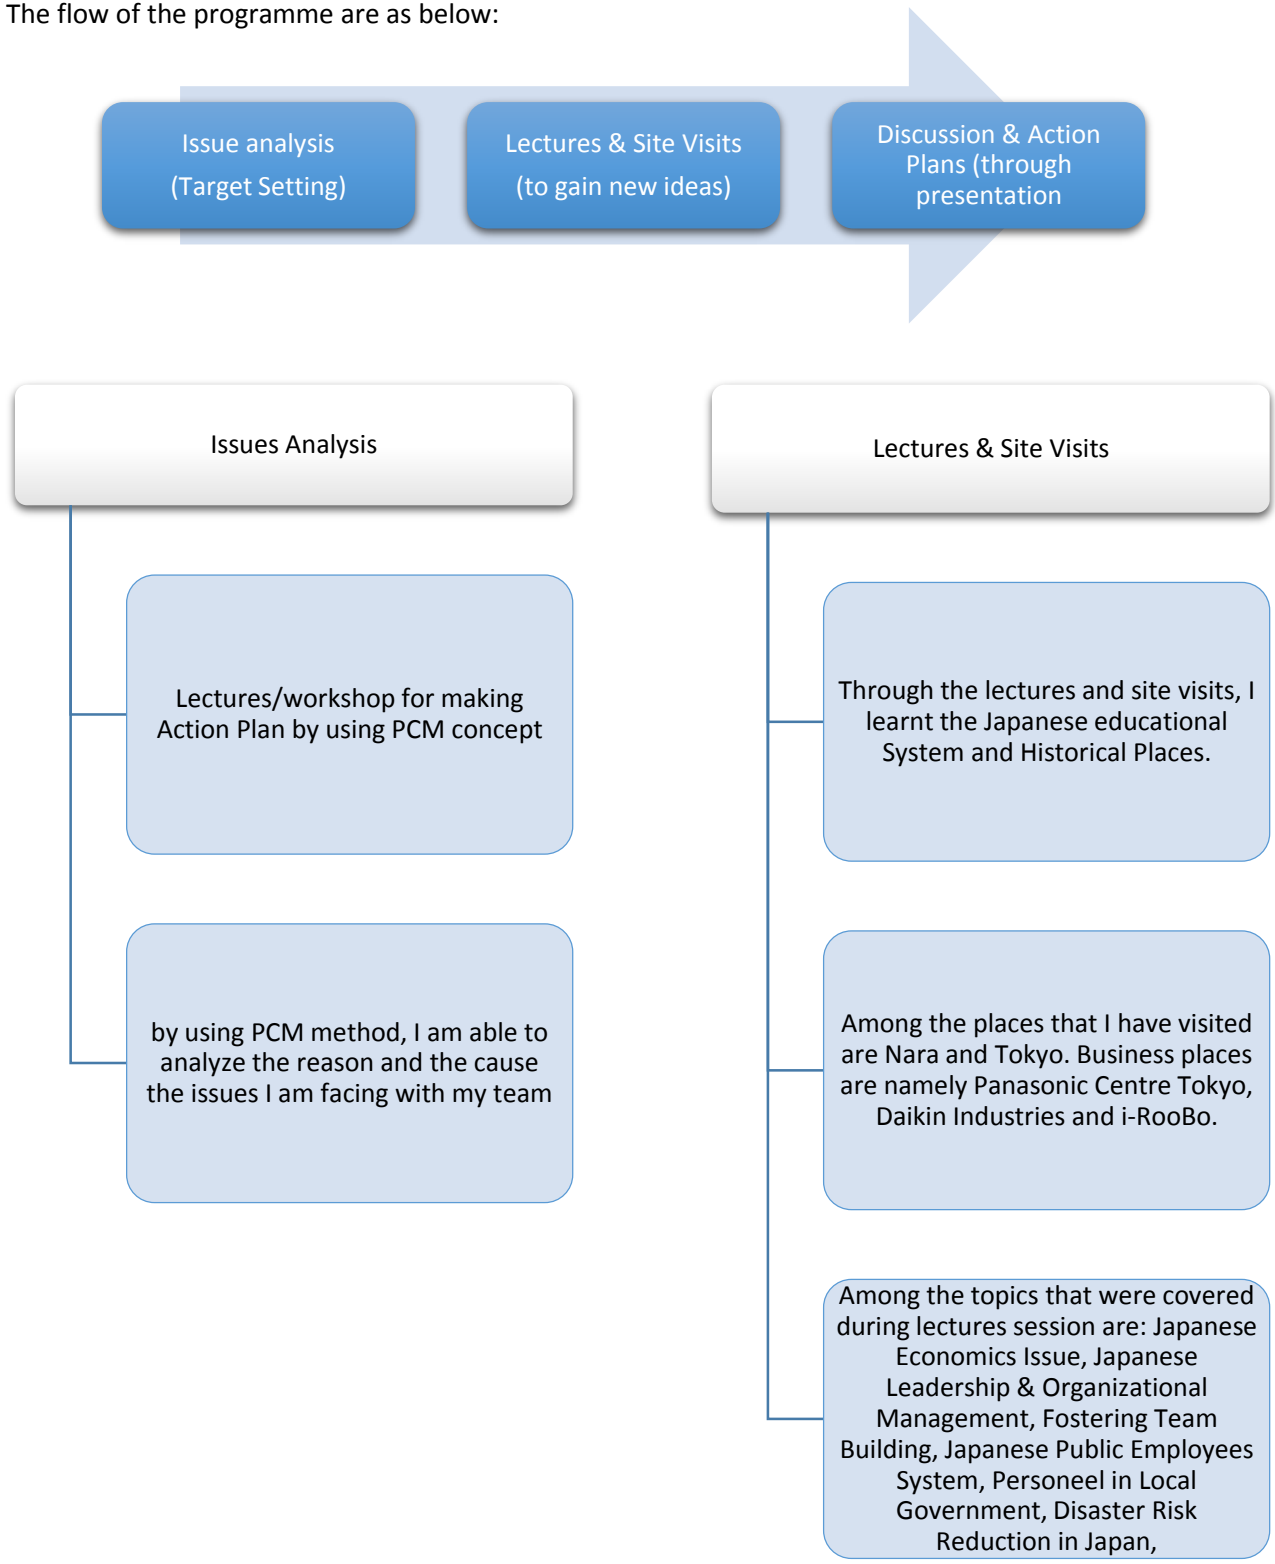 The flow of the programme are as below:
Issue analysis
(Target Setting)
Lectures & Site Visits
(to gain new ideas)
Discussion & Action
Plans (through
presentation
Issues Analysis
Lectures/workshop for making
Action Plan by using PCM concept
by using PCM method, I am able to
analyze the reason and the cause
the issues I am facing with my team
Lectures & Site Visits
Through the lectures and site visits, I
learnt the Japanese educational
System and Historical Places.
Among the places that I have visited
are Nara and Tokyo. Business places
are namely Panasonic Centre Tokyo,
Daikin Industries and i-RooBo.
Among the topics that were covered
during lectures session are: Japanese
Economics Issue, Japanese
Leadership & Organizational
Management, Fostering Team
Building, Japanese Public Employees
System, Personeel in Local
Government, Disaster Risk
Reduction in Japan,